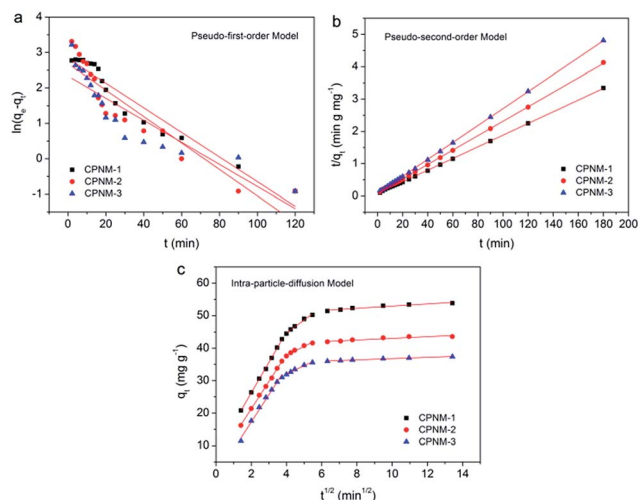 a
Pseudo-first-order Model
ln(qe-qt)
4
3
2
1
0
-1
CPNM-1
CPNM-2
CPNM-3
0 20 40 60 80 100 120
t (min)
b
Pseudo-second-order Model
t/qt (min g mg-1)
5
4
3
2
1
0
CPNM-1
CPNM-2
CPNM-3
0 20 40 60 80 100 120 140 160 180 200
t (min)
c
Intra-particle-diffusion Model
qt (mg g-1)
90
80
70
60
50
40
30
20
10
CPNM-1
CPNM-2
CPNM-3
0 2 4 6 8 10 12 14
t1/2 (min1/2)